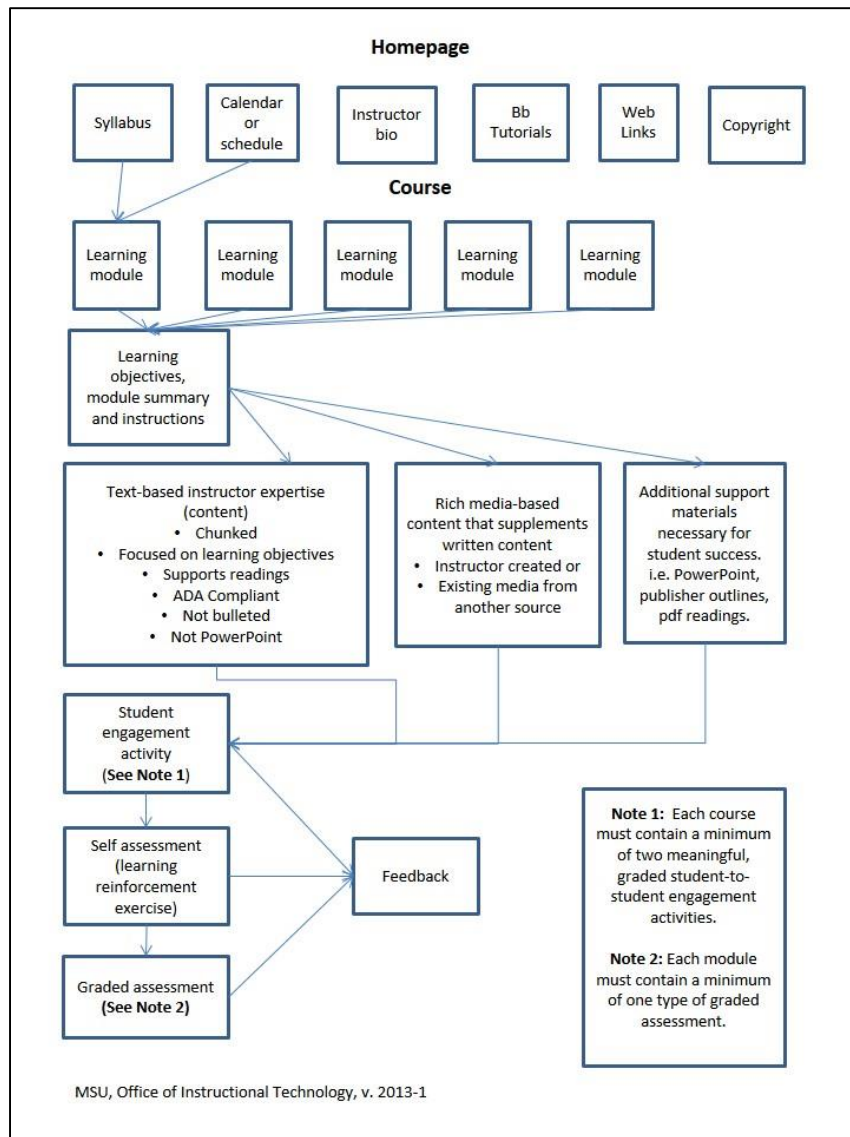 Homepage
Syllabus
Calendar
or
schedule
Instructor
bio
Bb
Tutorials
Web
Links
Copyright
Course
Learning
module
Learning
module
Learning
module
Learning
module
Learning
module
Learning
objectives,
module summary
and instructions
Text-based instructor expertise
(content)
• Chunked
• Focused on learning objectives
• Supports readings
• ADA Compliant
• Not bulleted
• Not PowerPoint
Rich media-based
content that supplements
written content
• Instructor created or
• Existing media from
another source
Additional support
materials
necessary for
student success.
i.e. PowerPoint,
publisher outlines,
pdf readings.
Student
engagement
activity
(See Note 1)
Self assessment
(learning
reinforcement
exercise)
Feedback
Graded assessment
(See Note 2)
Note 1: Each course
must contain a minimum
of two meaningful,
graded student-to-
student engagement
activities.
Note 2: Each module
must contain a minimum
of one type of graded
assessment.
MSU, Office of Instructional Technology, v. 2013-1